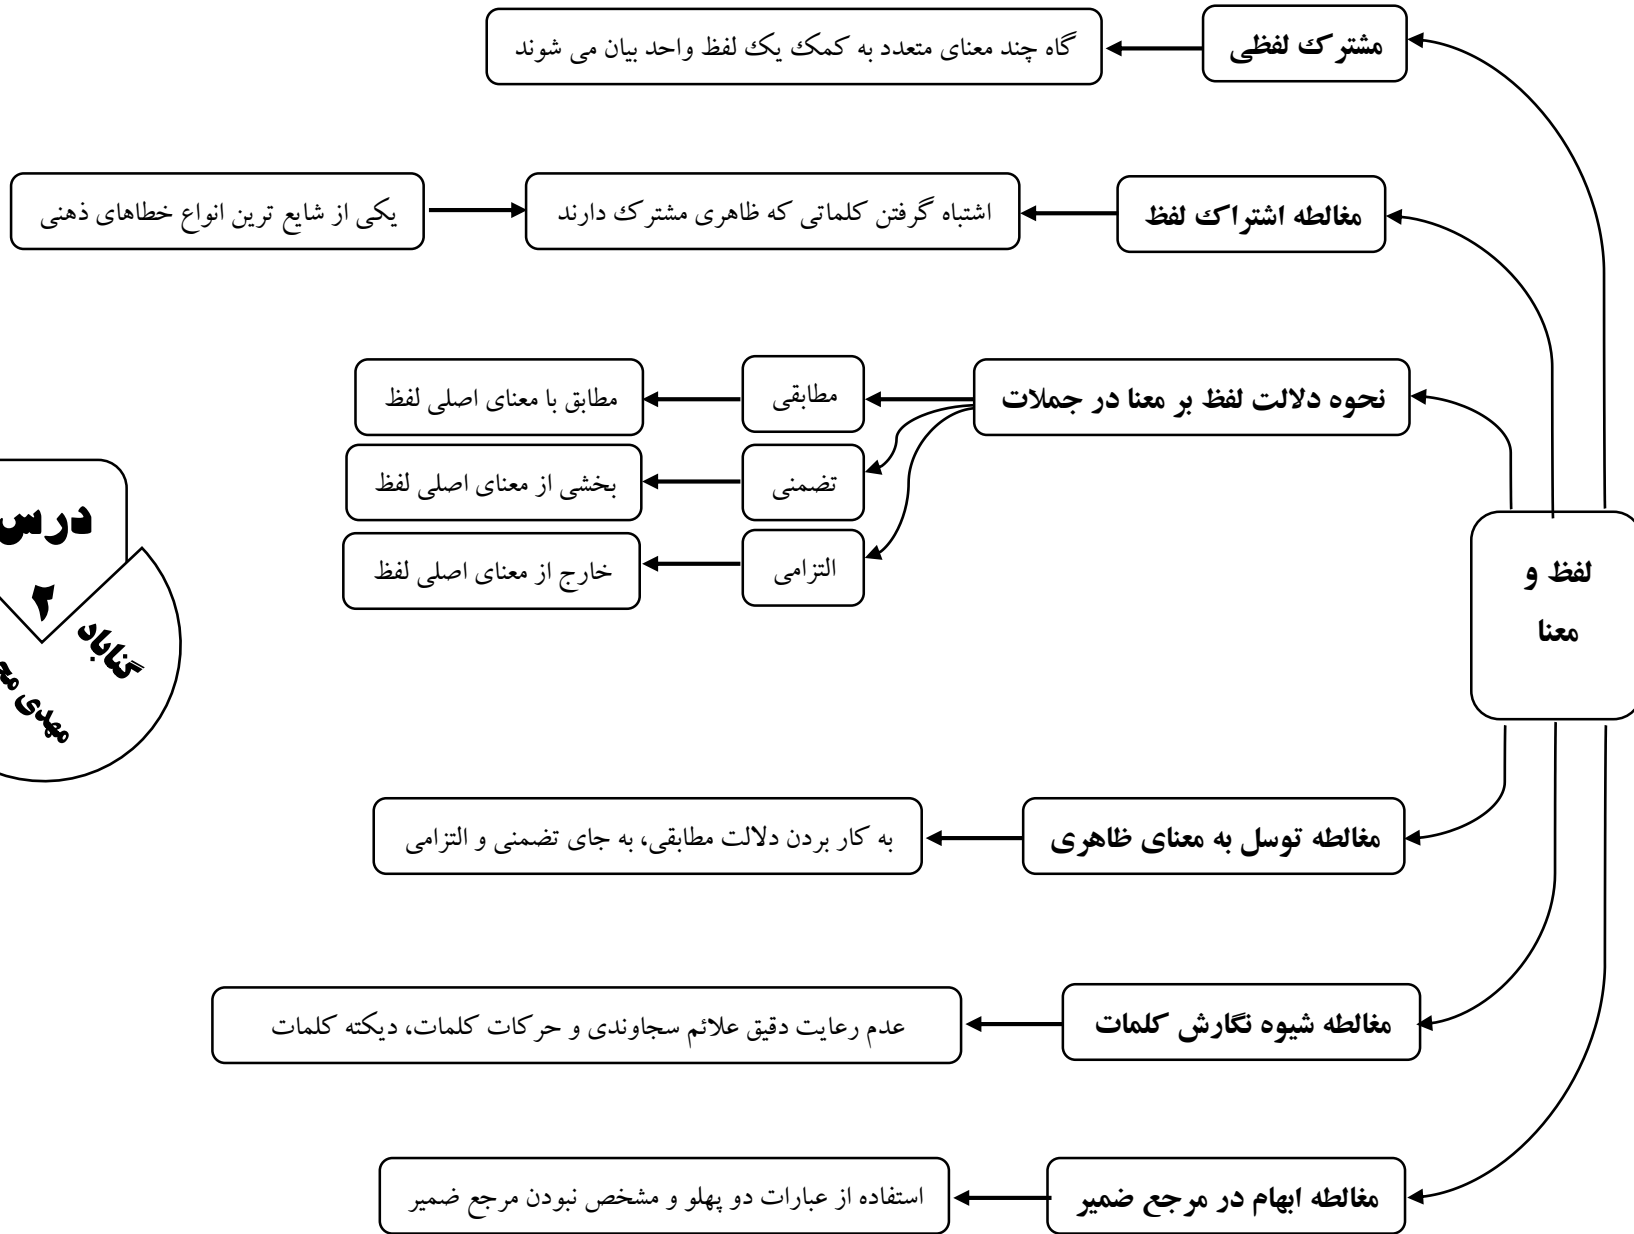 لفظ و
معنا
مشترک لفظی
گاه چند معنای متعدد به کمک یک لفظ واحد بیان می شوند
مغالطه اشتراک لفظ
اشتباه گرفتن کلماتی که ظاهری مشترک دارند
یکی از شایع ترین انواع خطاهای ذهنی
نحوه دلالت لفظ بر معنا در جملات
مطابقی
مطابق با معنای اصلی لفظ
تضمنی
بخشی از معنای اصلی لفظ
التزامی
خارج از معنای اصلی لفظ
مغالطه توسل به معنای ظاهری
به کار بردن دلالت مطابقی، به جای تضمنی و التزامی
مغالطه شیوه نگارش کلمات
عدم رعایت دقیق علائم سجاوندی و حرکات کلمات، دیکته کلمات
مغالطه ابهام در مرجع ضمیر
استفاده از عبارات دو پهلو و مشخص نبودن مرجع ضمیر
درس
۲
گناباد
مهدی